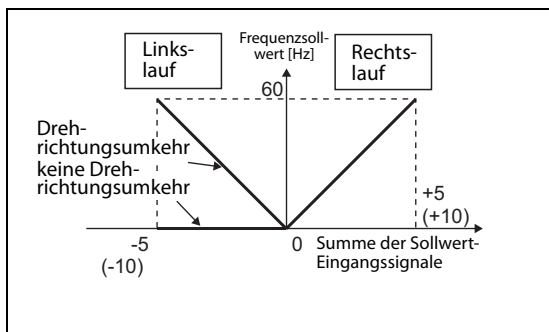 Links-
lauf
Frequenzsoll-
wert [Hz]
Rechts-
lauf
60
Dreh-
richtungsumkehr
keine Dreh-
richtungsumkehr
+5
(+10)
-5
(-10)
0
Summe der Sollwert-
Eingangssignale